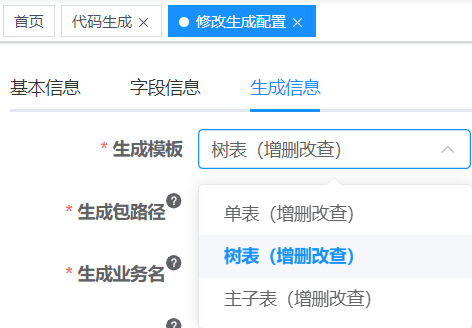 首页 代码生成 × ● 修改生成配置 ×
基本信息 字段信息 生成信息
* 生成模板 树表（增删改查）
* 生成包路径 ?
单表（增删改查）
树表（增删改查）
* 生成业务名 ?
主子表（增删改查）
?